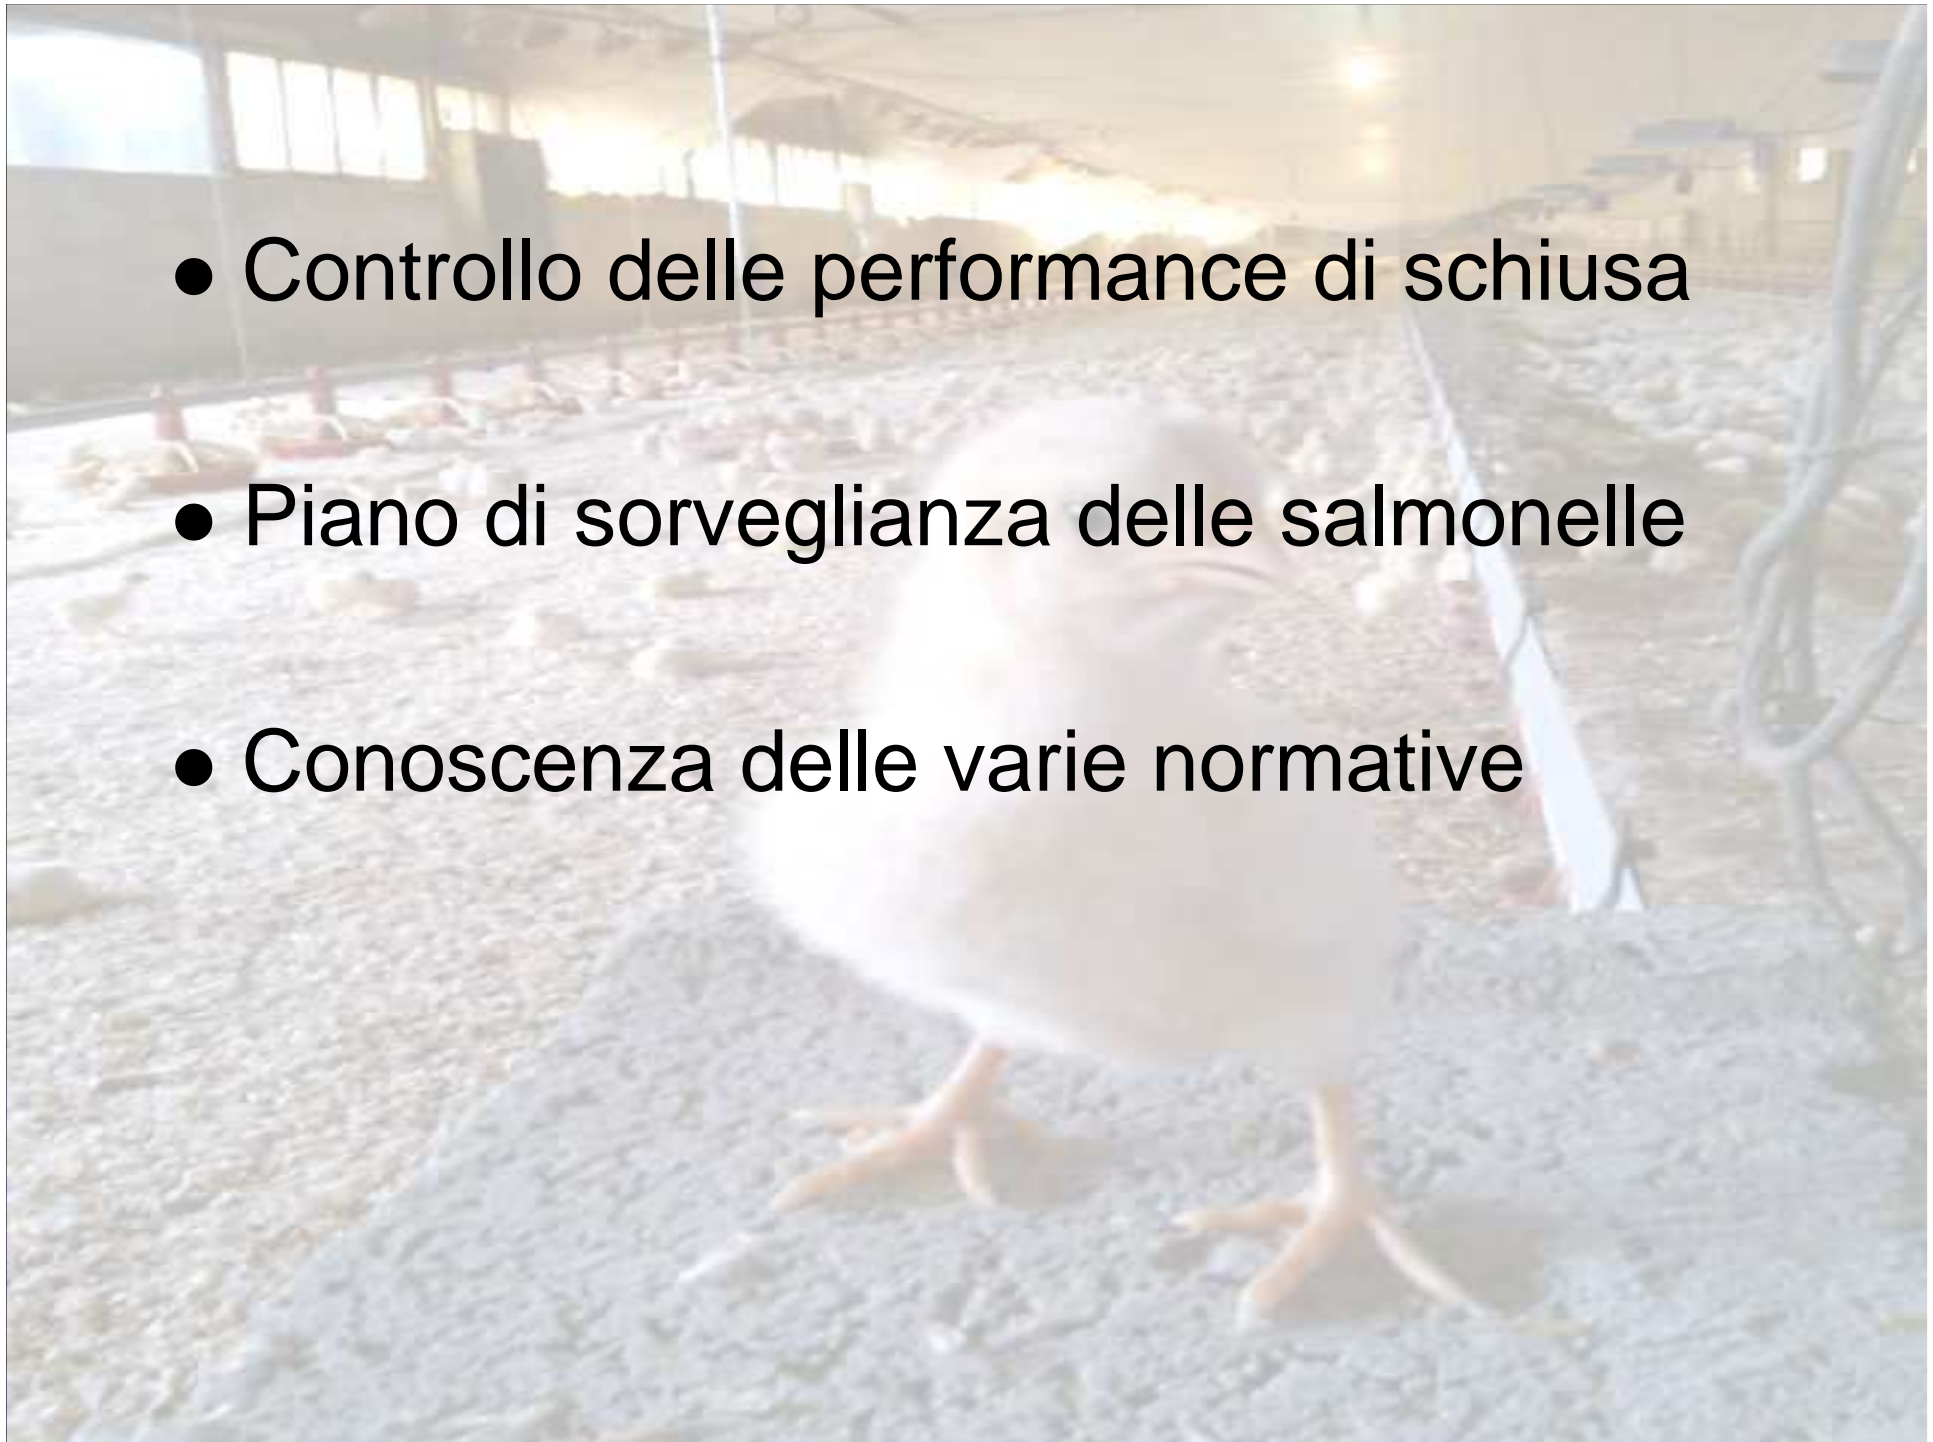 ● Controllo delle performance di schiusa
● Piano di sorveglianza delle salmonelle
● Conoscenza delle varie normative